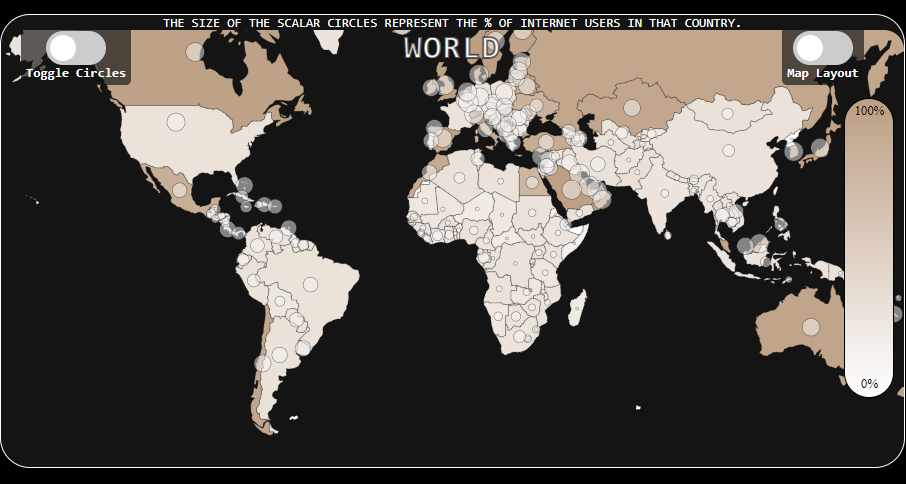 THE SIZE OF THE SCALAR CIRCLES REPRESENT THE % OF INTERNET USERS IN THAT COUNTRY.
WORLD
Toggle Circles
Map Layout
100%
0%